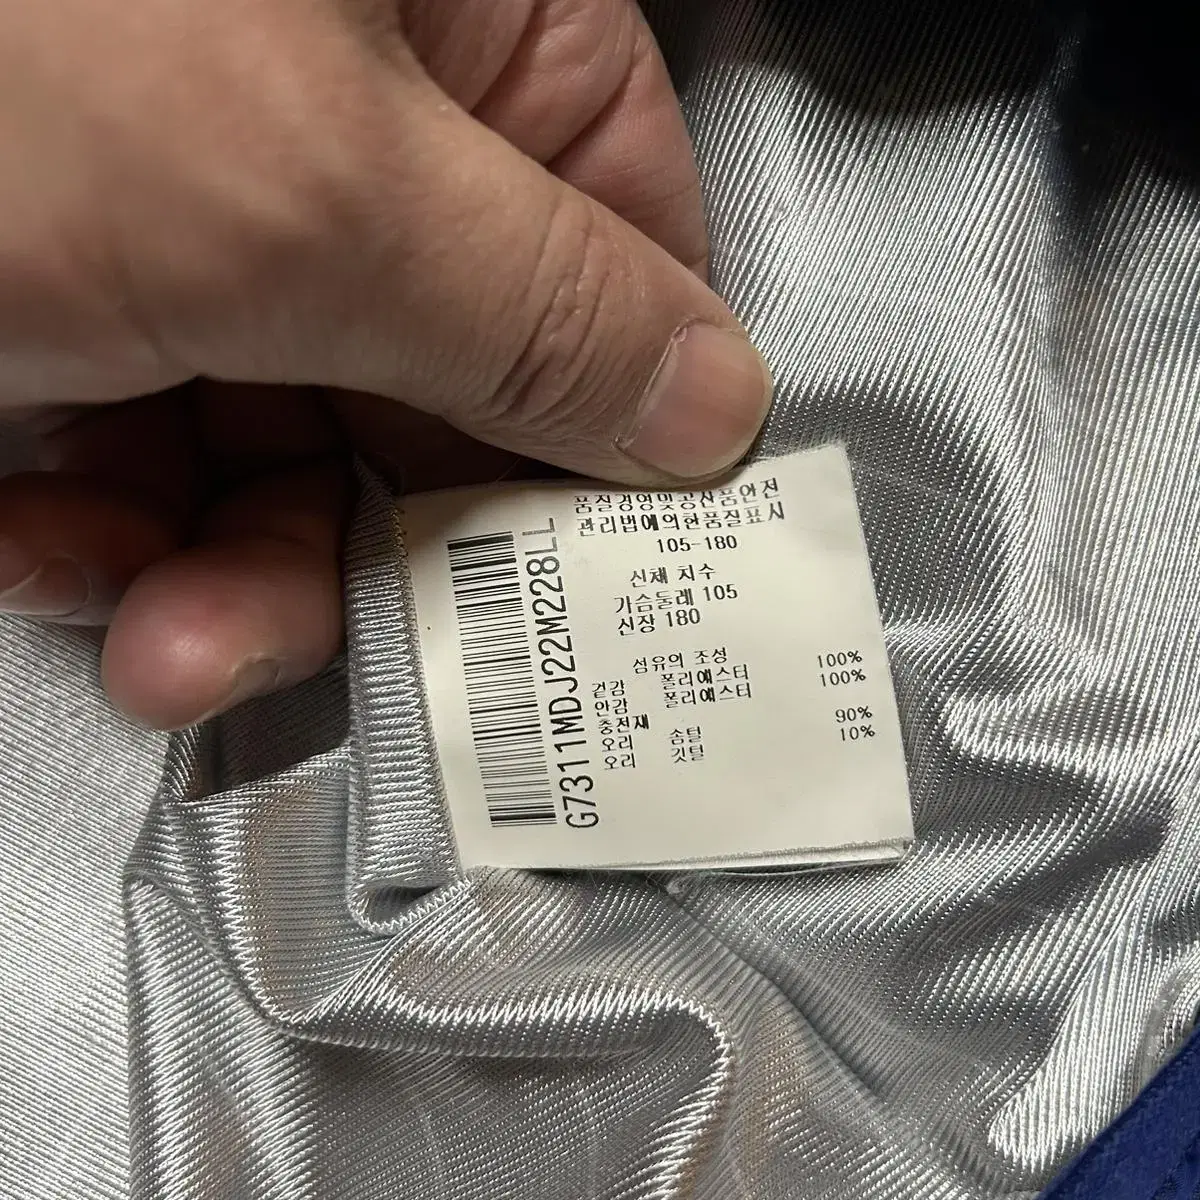 품질경영및공산품안전
관리법에의한품질표시
105-180
신체 치수
가슴둘레 105
신장 180
섬유의 조성
겉감 폴리에스터 100%
안감 폴리에스터 100%
충전재
오리 솜털 90%
오리 깃털 10%
G7311MDJ22M228LL